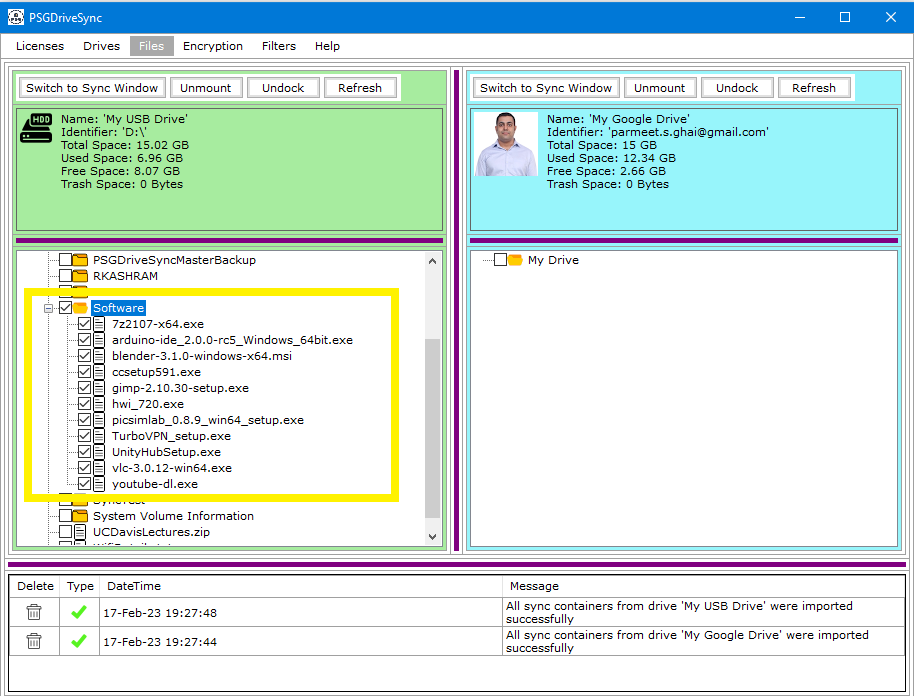 PSGDriveSync
Licenses Drives Files Encryption Filters Help
Switch to Sync Window Unmount Undock Refresh
HDD
Name: 'My USB Drive'
Identifier: 'D:\'
Total Space: 15.02 GB
Used Space: 6.96 GB
Free Space: 8.07 GB
Trash Space: 0 Bytes
PSGDriveSyncMasterBackup
RKASHRAM
Software
7z2107-x64.exe
arduino-ide_2.0.0-rc5_Windows_64bit.exe
blender-3.1.0-windows-x64.msi
ccsetup591.exe
gimp-2.10.30-setup.exe
hwi_720.exe
picsimlab_0.8.9_win64_setup.exe
TurboVPN_setup.exe
UnityHubSetup.exe
vlc-3.0.12-win64.exe
youtube-dl.exe
System Volume Information
UCDavisLectures.zip
Switch to Sync Window Unmount Undock Refresh
Name: 'My Google Drive'
Identifier: 'parmeet.s.ghai@gmail.com'
Total Space: 15 GB
Used Space: 12.34 GB
Free Space: 2.66 GB
Trash Space: 0 Bytes
My Drive
Delete Type DateTime Message
17-Feb-23 19:27:48
All sync containers from drive 'My USB Drive' were imported
successfully
17-Feb-23 19:27:44
All sync containers from drive 'My Google Drive' were imported
successfully